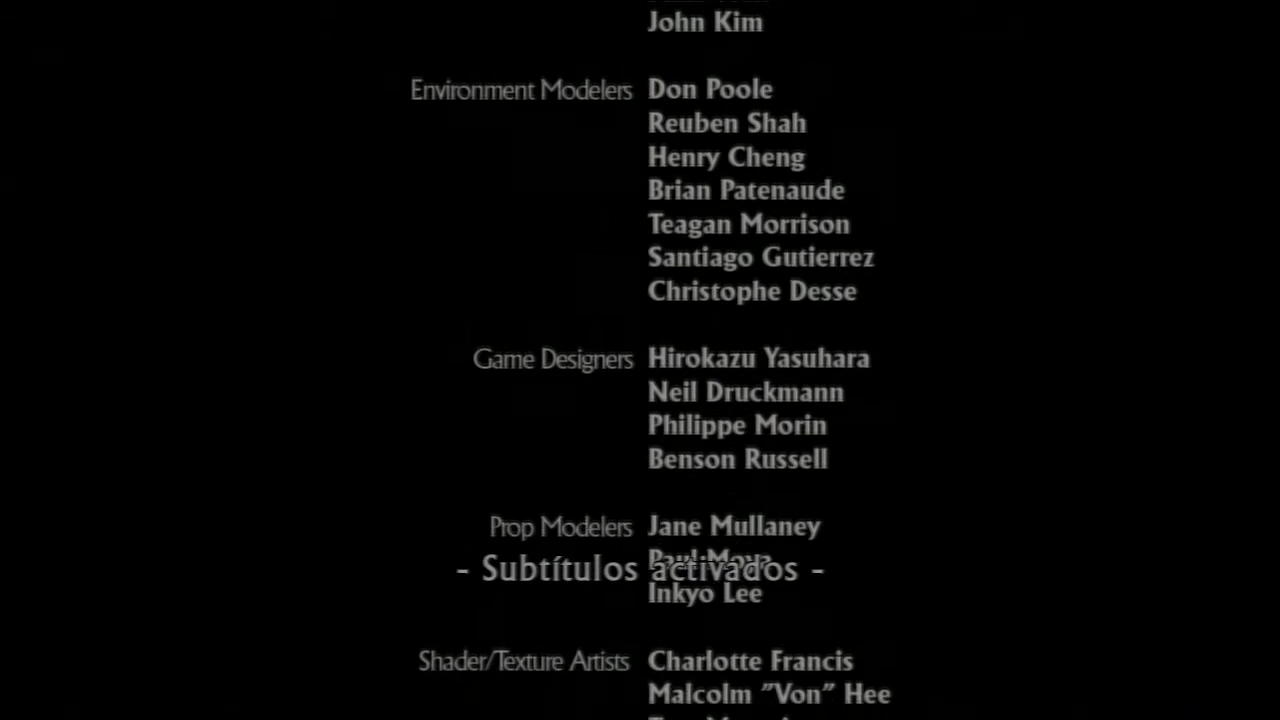 John Kim
Environment Modelers Don Poole
Reuben Shah
Henry Cheng
Brian Patenaude
Teagan Morrison
Santiago Gutierrez
Christophe Desse
Game Designers Hirokazu Yasuhara
Neil Druckmann
Philippe Morin
Benson Russell
Prop Modelers Jane Mullaney
Paul
- Subtítulos activados -
Inkyo Lee
Shader/Texture Artists Charlotte Francis
Malcolm "Von" Hee